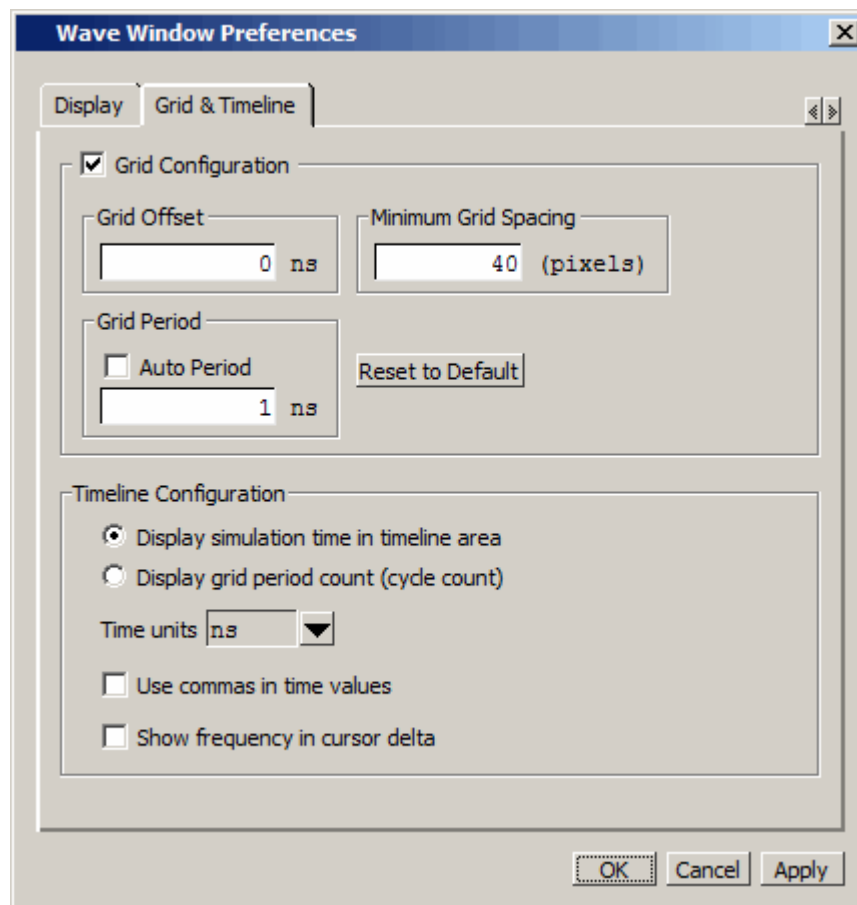 Wave Window Preferences
Display
Grid & Timeline
Grid Configuration
Grid Offset
0 ns
Minimum Grid Spacing
40 (pixels)
Grid Period
Auto Period
1 ns
Reset to Default
Timeline Configuration
Display simulation time in timeline area
Display grid period count (cycle count)
Time units ns
Use commas in time values
Show frequency in cursor delta
OK Cancel Apply